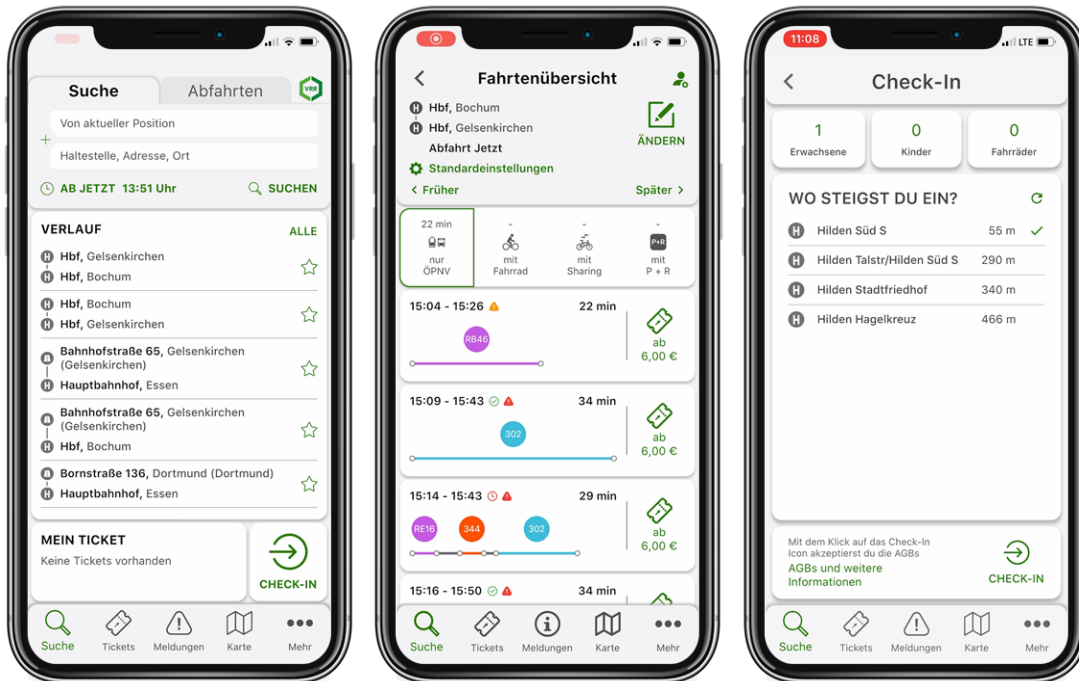 Suche
Abfahrten
VRR
Von aktueller Position
Haltestelle, Adresse, Ort
AB JETZT 13:51 Uhr
SUCHEN
VERLAUF
ALLE
H Hbf, Gelsenkirchen
H Hbf, Bochum
H Hbf, Bochum
H Hbf, Gelsenkirchen
Bahnhofstraße 65, Gelsenkirchen
(Gelsenkirchen)
H Hauptbahnhof, Essen
Bahnhofstraße 65, Gelsenkirchen
(Gelsenkirchen)
H Hbf, Bochum
Bornstraße 136, Dortmund (Dortmund)
H Hauptbahnhof, Essen
MEIN TICKET
Keine Tickets vorhanden
CHECK-IN
Suche
Tickets
Meldungen
Karte
Mehr
Fahrtenübersicht
H Hbf, Bochum
H Hbf, Gelsenkirchen
Abfahrt Jetzt
ÄNDERN
Standardeinstellungen
< Früher
Später >
22 min
nur
ÖPNV
-
mit
Fahrrad
-
mit
Sharing
-
P+R
mit
P + R
15:04 - 15:26
22 min
RB46
ab
6,00 €
15:09 - 15:43
34 min
302
ab
6,00 €
15:14 - 15:43
29 min
RE16
344
302
ab
6,00 €
15:16 - 15:50
34 min
Suche
Tickets
Meldungen
Karte
Mehr
11:08
LTE
Check-In
1
Erwachsene
0
Kinder
0
Fahrräder
WO STEIGST DU EIN?
H Hilden Süd S 55 m
H Hilden Talstr/Hilden Süd S 290 m
H Hilden Stadtfriedhof 340 m
H Hilden Hagelkreuz 466 m
Mit dem Klick auf das Check-In
Icon akzeptierst du die AGBs
AGBs und weitere
Informationen
CHECK-IN
Suche
Tickets
Meldungen
Karte
Mehr